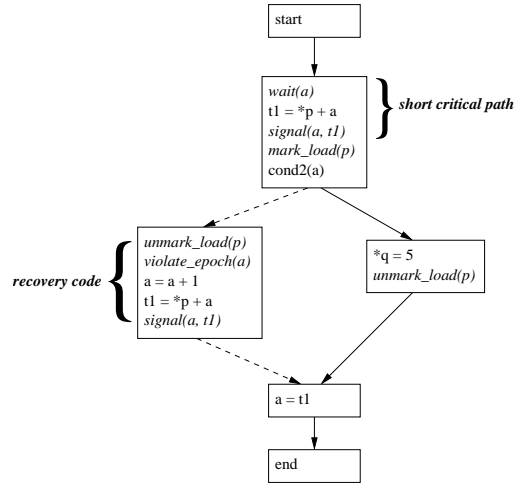 start
wait(a)
t1 = *p + a
signal(a, t1)
mark_load(p)
cond2(a)
short critical path
recovery code
unmark_load(p)
violate_epoch(a)
a = a + 1
t1 = *p + a
signal(a, t1)
*q = 5
unmark_load(p)
a = t1
end